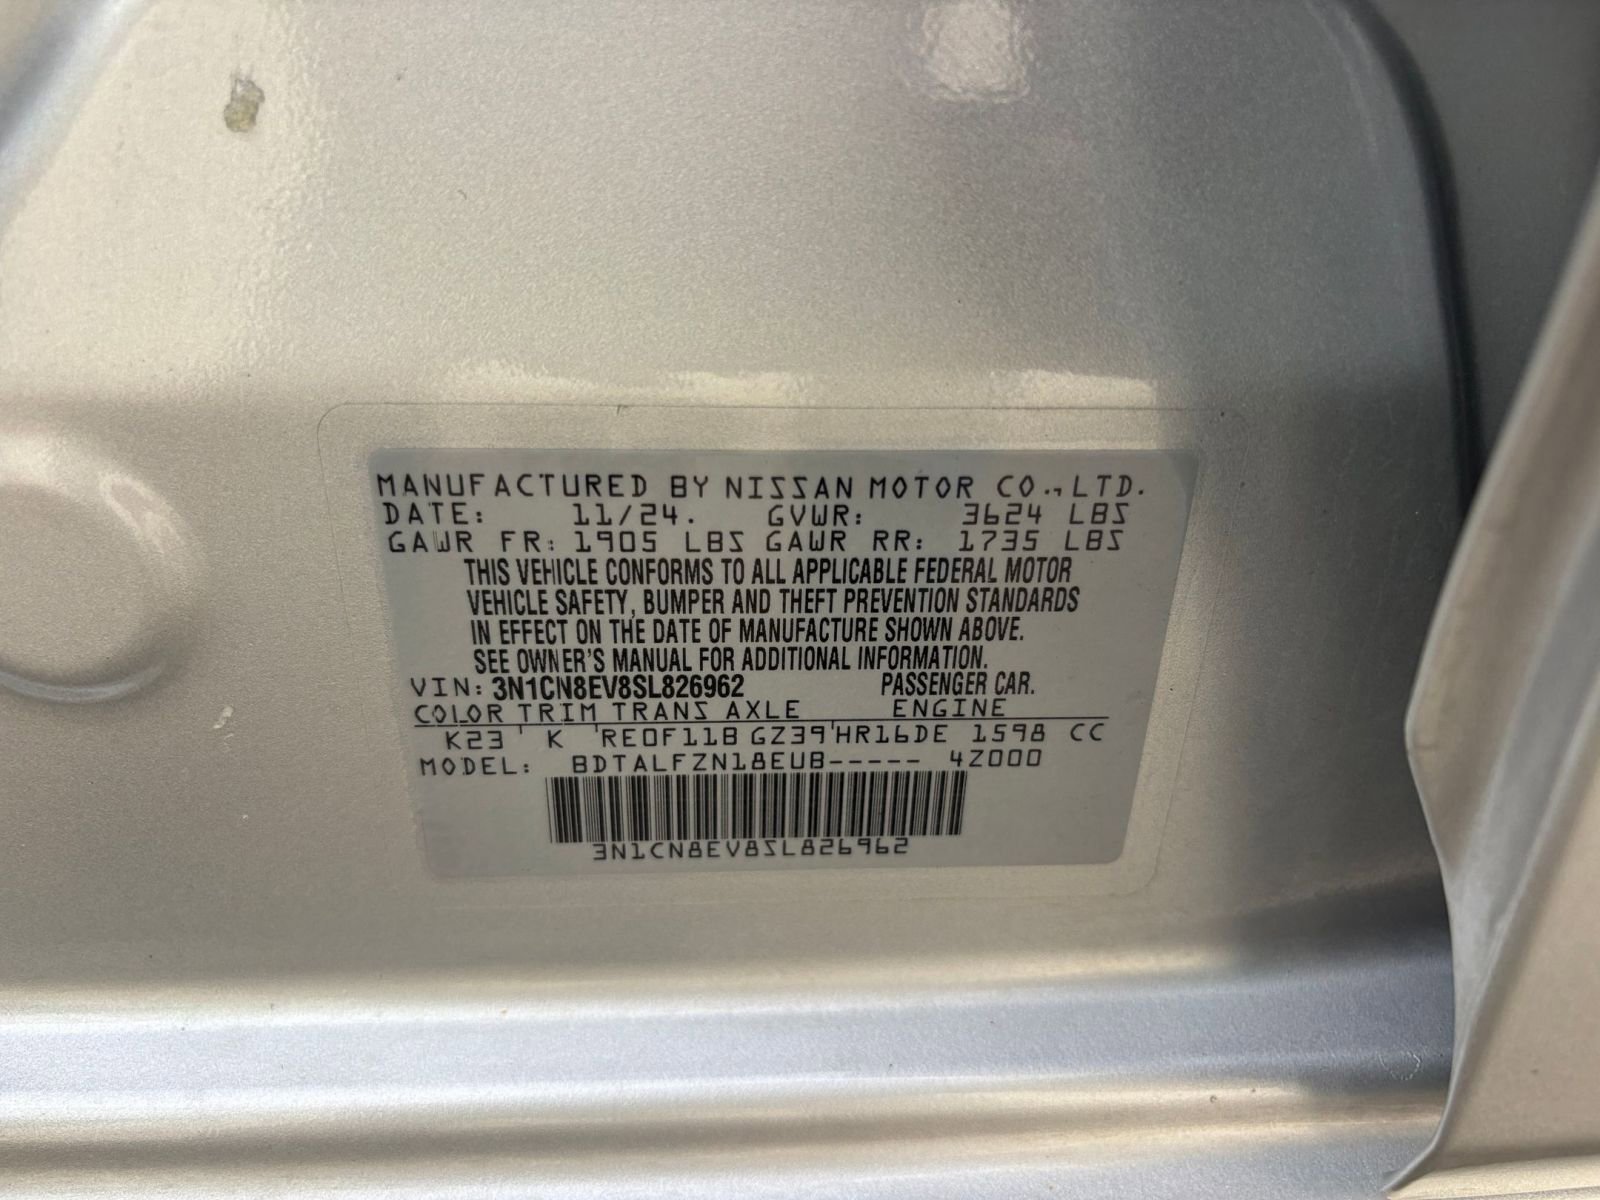 MANUFACTURED BY NISSAN MOTOR CO., LTD.
DATE: 11/24. GVWR: 3624 LBS
GAWR FR: 1905 LBS GAWR RR: 1735 LBS
THIS VEHICLE CONFORMS TO ALL APPLICABLE FEDERAL MOTOR
VEHICLE SAFETY, BUMPER AND THEFT PREVENTION STANDARDS
IN EFFECT ON THE DATE OF MANUFACTURE SHOWN ABOVE.
SEE OWNER'S MANUAL FOR ADDITIONAL INFORMATION.
VIN: 3N1CN8EV8SL826962 PASSENGER CAR.
COLOR TRIM TRANS AXLE ENGINE
K23 K RE0F11B GZ39 HR16DE 1598 CC
MODEL: BDTALFZN18EUB----- 4Z000
3N1CN8EV8SL826962